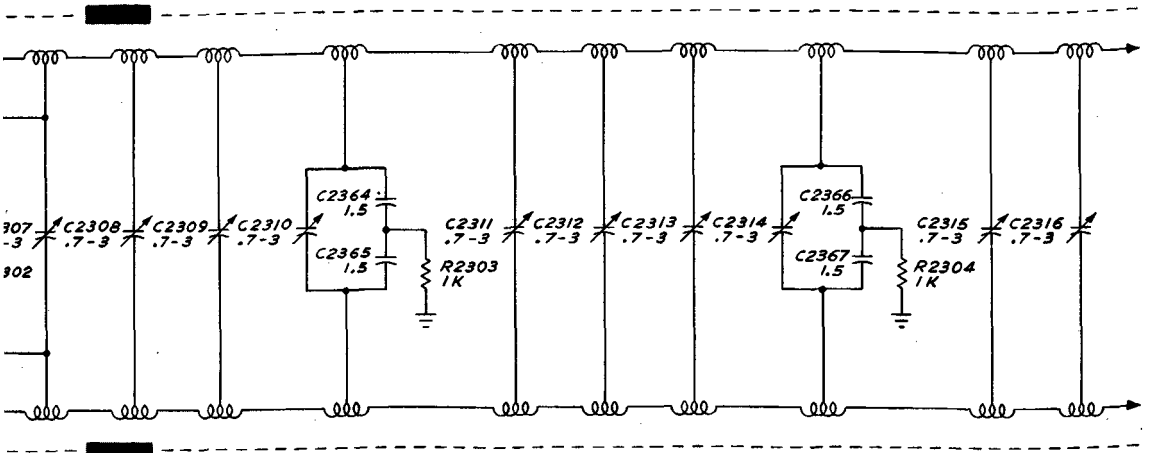 307
-3
302
C2308
.7-3
C2309
.7-3
C2310
.7-3
C2364
1.5
C2365
1.5
R2303
1K
C2311
.7-3
C2312
.7-3
C2313
.7-3
C2314
.7-3
C2366
1.5
C2367
1.5
R2304
1K
C2315
.7-3
C2316
.7-3